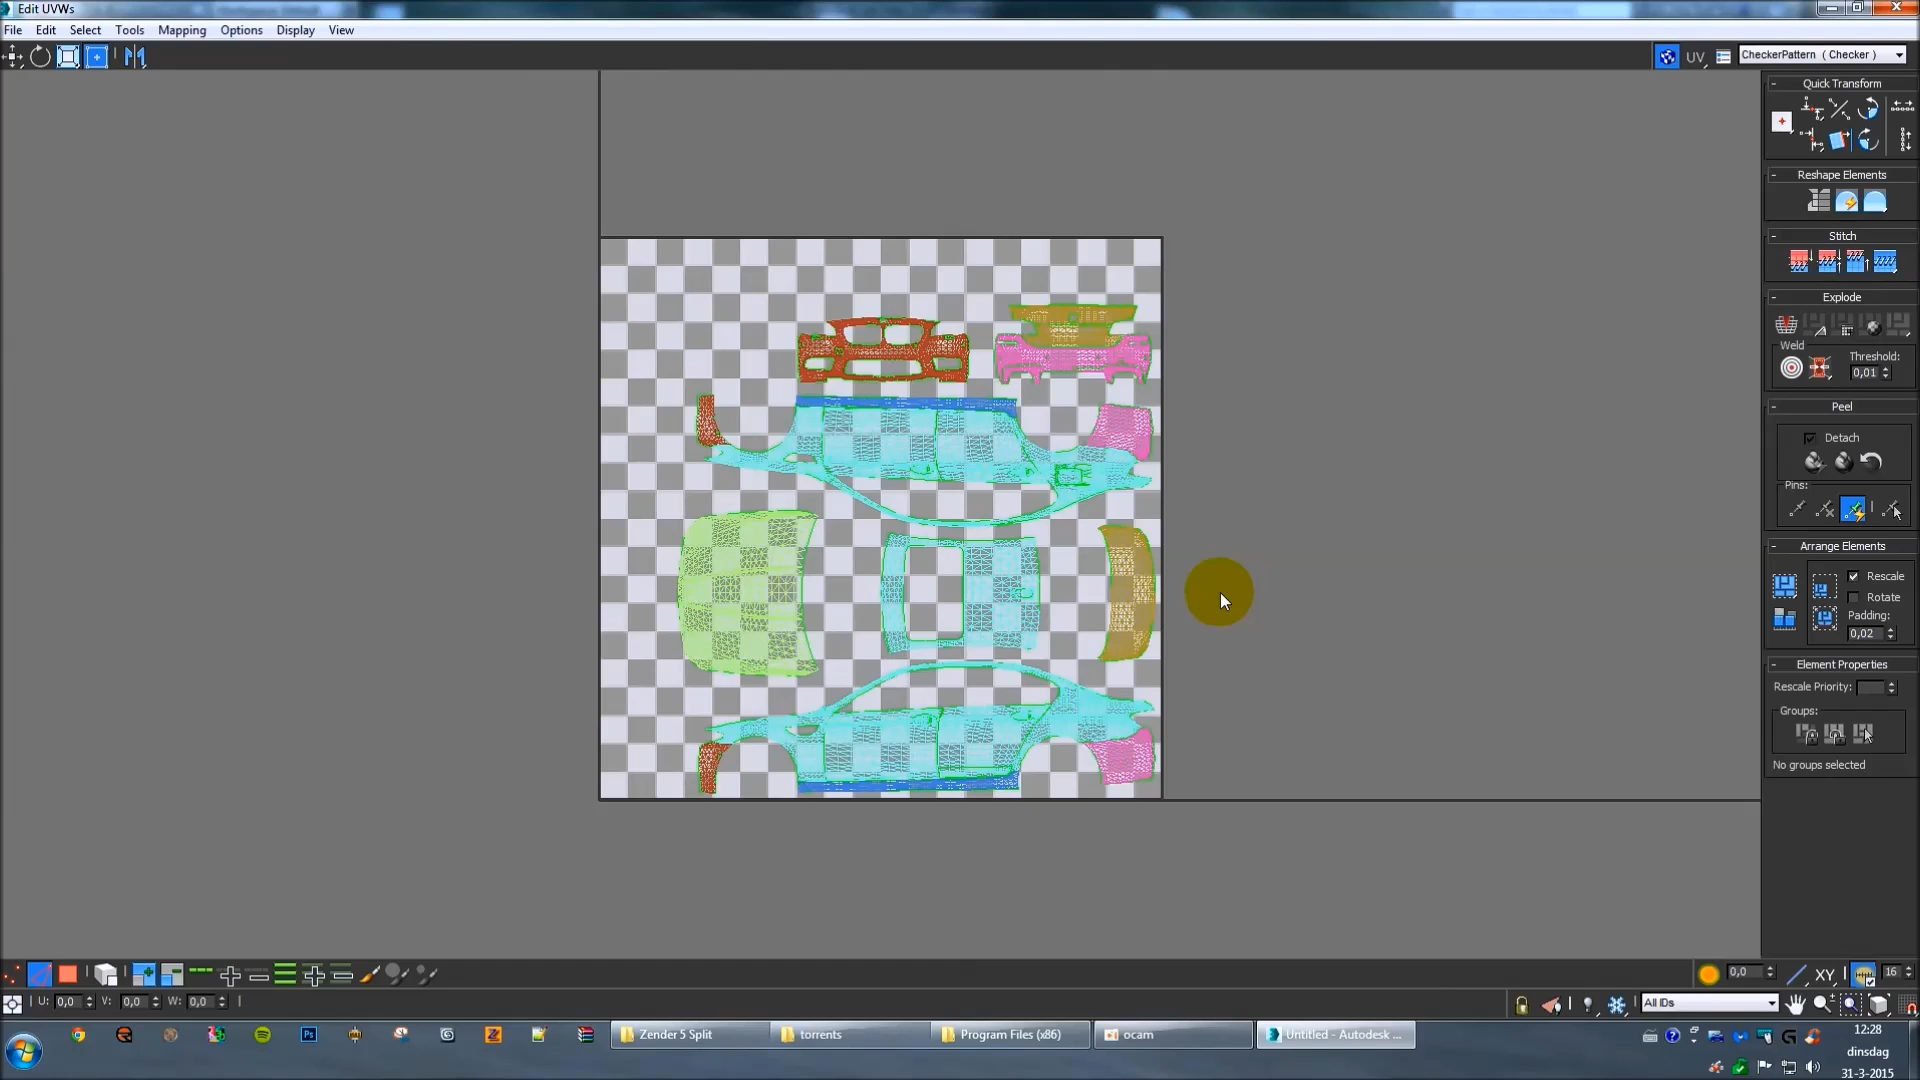 Edit UVWs
File Edit Select Tools Mapping Options Display View
UV CheckerPattern ( Checker )
Quick Transform
Reshape Elements
Stitch
Explode
Weld Threshold:
0,01
Peel
Detach
Pins:
Arrange Elements
Rescale
Rotate
Padding:
0,02
Element Properties
Rescale Priority:
Groups:
No groups selected
0,0 XY 16
U: 0,0 V: 0,0 W: 0,0 All IDs
Zender 5 Split torrents Program Files (x86) ocam Untitled - Autodesk ...
12:28
dinsdag
31-3-2015